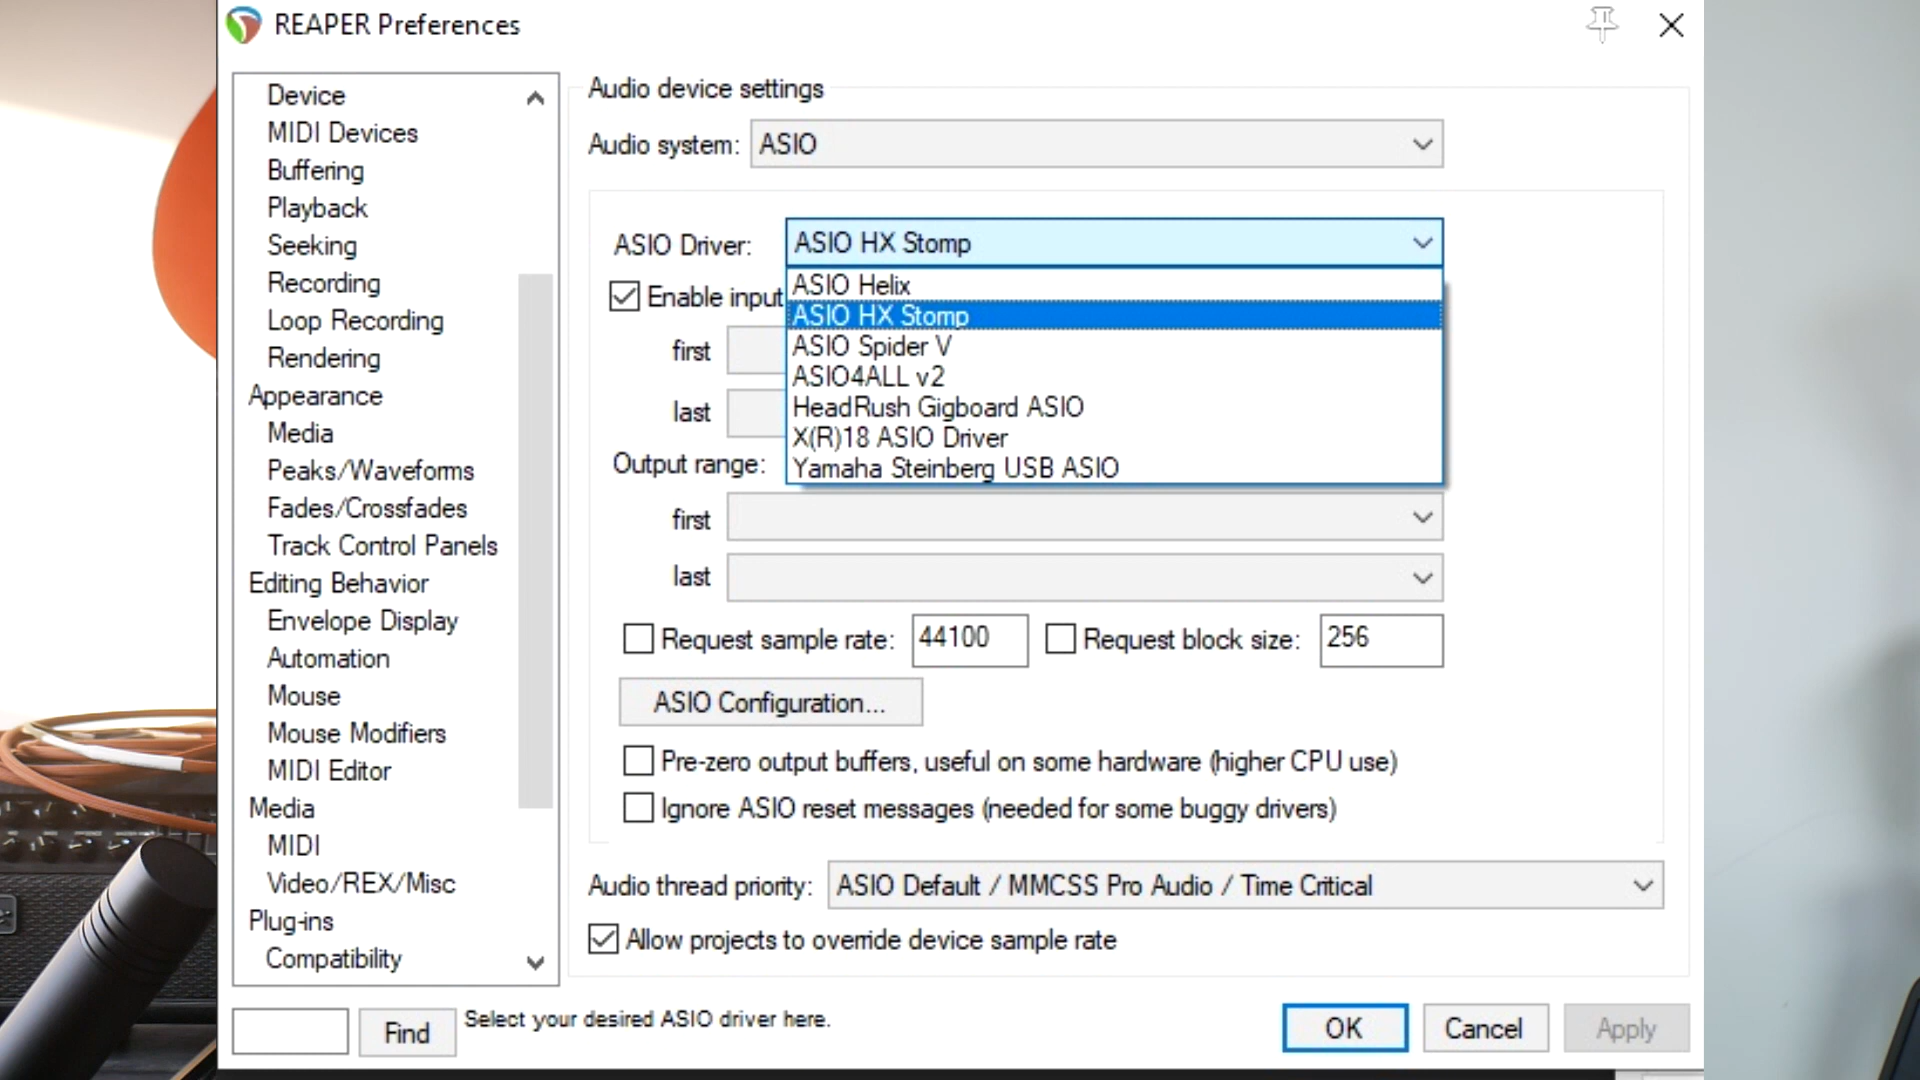 REAPER Preferences
Device
MIDI Devices
Buffering
Playback
Seeking
Recording
Loop Recording
Rendering
Appearance
Media
Peaks/Waveforms
Fades/Crossfades
Track Control Panels
Editing Behavior
Envelope Display
Automation
Mouse
Mouse Modifiers
MIDI Editor
Media
MIDI
Video/REX/Misc
Plug-ins
Compatibility
Find
Select your desired ASIO driver here.
Audio device settings
Audio system: ASIO
ASIO Driver: ASIO HX Stomp
ASIO Helix
ASIO HX Stomp
ASIO Spider V
ASIO4ALL v2
HeadRush Gigboard ASIO
X(R)18 ASIO Driver
Yamaha Steinberg USB ASIO
Enable input
first
last
Output range:
first
last
Request sample rate: 44100 Request block size: 256
ASIO Configuration...
Pre-zero output buffers, useful on some hardware (higher CPU use)
Ignore ASIO reset messages (needed for some buggy drivers)
Audio thread priority: ASIO Default / MMCSS Pro Audio / Time Critical
Allow projects to override device sample rate
OK Cancel Apply